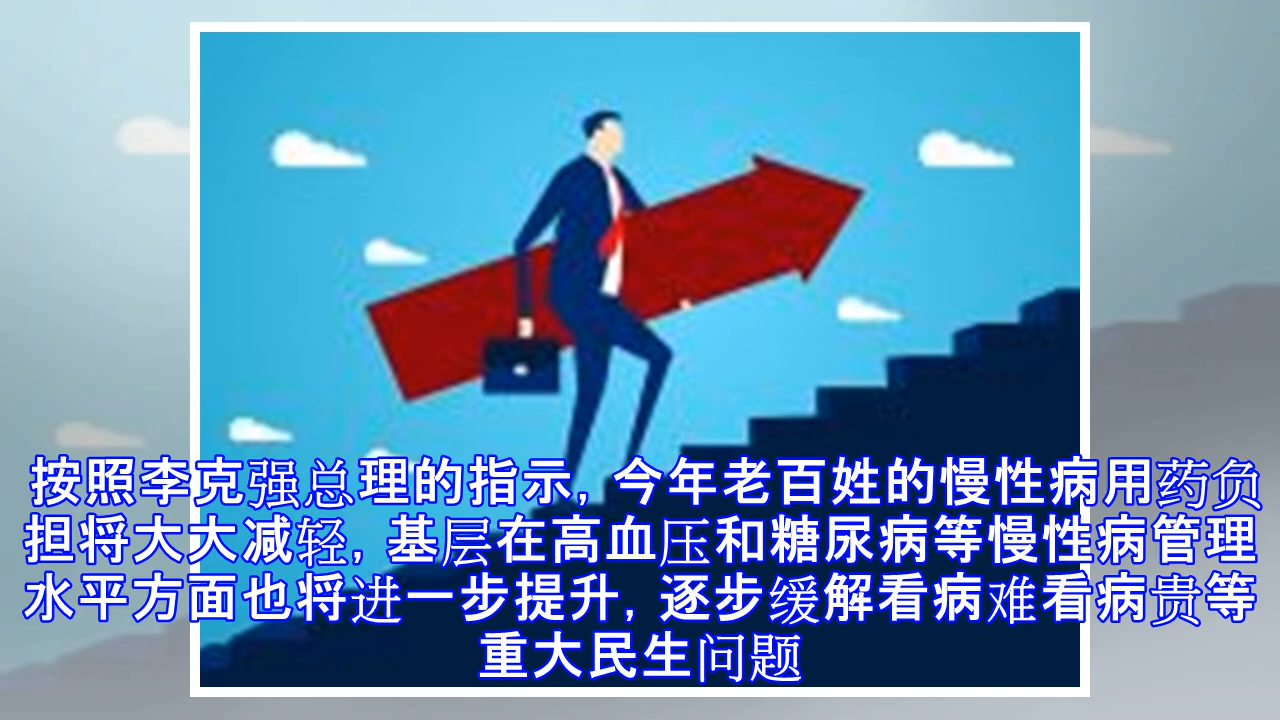 按照李克强总理的指示,今年老百姓的慢性病用药负
担将大大减轻,基层在高血压和糖尿病等慢性病管理
水平方面也将进一步提升,逐步缓解看病难看病贵等
重大民生问题